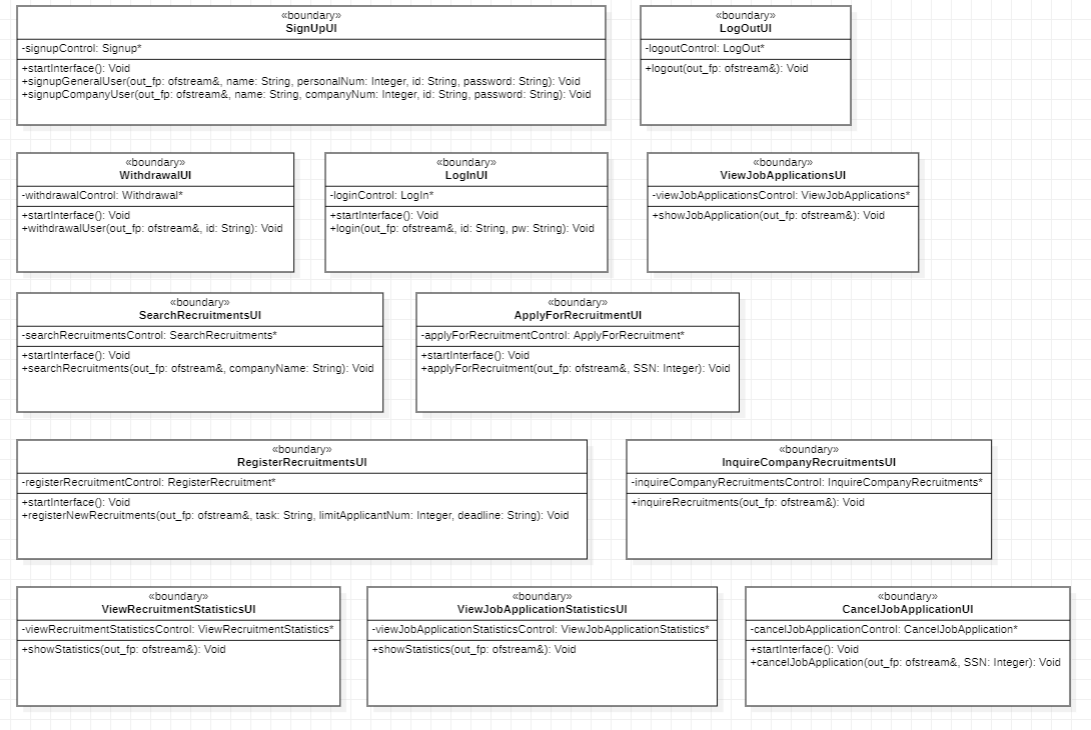 «boundary»
SignUpUI
-signupControl: Signup*
+startInterface(): Void
+signupGeneralUser(out_fp: ofstream&, name: String, personalNum: Integer, id: String, password: String): Void
+signupCompanyUser(out_fp: ofstream&, name: String, companyNum: Integer, id: String, password: String): Void
«boundary»
LogOutUI
-logoutControl: LogOut*
+logout(out_fp: ofstream&): Void
«boundary»
WithdrawalUI
-withdrawalControl: Withdrawal*
+startInterface(): Void
+withdrawalUser(out_fp: ofstream&, id: String): Void
«boundary»
LogInUI
-loginControl: LogIn*
+startInterface(): Void
+login(out_fp: ofstream&, id: String, pw: String): Void
«boundary»
ViewJobApplicationsUI
-viewJobApplicationsControl: ViewJobApplications*
+showJobApplication(out_fp: ofstream&): Void
«boundary»
SearchRecruitmentsUI
-searchRecruitmentsControl: SearchRecruitments*
+startInterface(): Void
+searchRecruitments(out_fp: ofstream&, companyName: String): Void
«boundary»
ApplyForRecruitmentUI
-applyForRecruitmentControl: ApplyForRecruitment*
+startInterface(): Void
+applyForRecruitment(out_fp: ofstream&, SSN: Integer): Void
«boundary»
RegisterRecruitmentsUI
-registerRecruitmentControl: RegisterRecruitment*
+startInterface(): Void
+registerNewRecruitments(out_fp: ofstream&, task: String, limitApplicantNum: Integer, deadline: String): Void
«boundary»
InquireCompanyRecruitmentsUI
-inquireCompanyRecruitmentsControl: InquireCompanyRecruitments*
+inquireRecruitments(out_fp: ofstream&): Void
«boundary»
ViewRecruitmentStatisticsUI
-viewRecruitmentStatisticsControl: ViewRecruitmentStatistics*
+showStatistics(out_fp: ofstream&): Void
«boundary»
ViewJobApplicationStatisticsUI
-viewJobApplicationStatisticsControl: ViewJobApplicationStatistics*
+showStatistics(out_fp: ofstream&): Void
«boundary»
CancelJobApplicationUI
-cancelJobApplicationControl: CancelJobApplication*
+startInterface(): Void
+cancelJobApplication(out_fp: ofstream&, SSN: Integer): Void